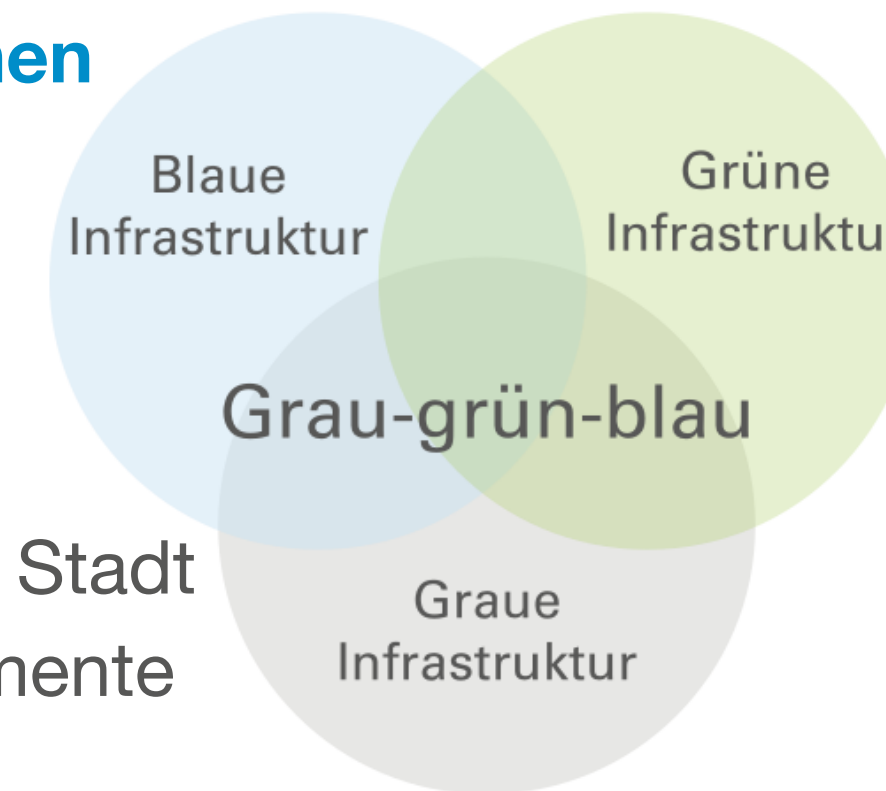 nen
Blaue
Infrastruktur
Grüne
Infrastruktu
Grau-grün-blau
Stadt
mente
Graue
Infrastruktur